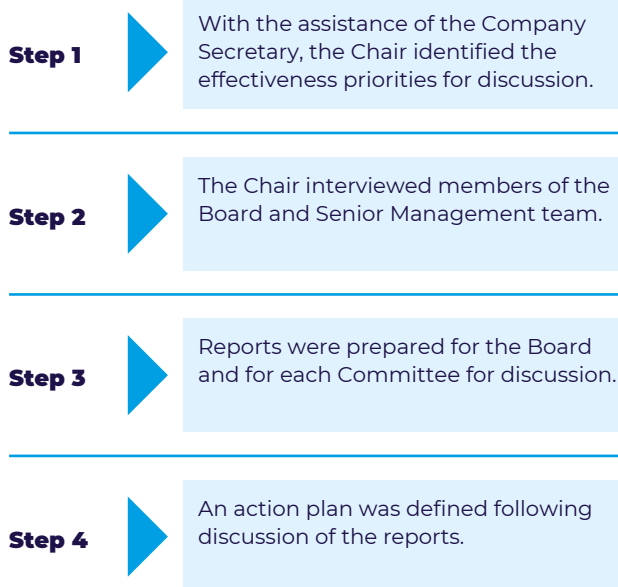 Step 1
With the assistance of the Company
Secretary, the Chair identified the
effectiveness priorities for discussion.
Step 2
The Chair interviewed members of the
Board and Senior Management team.
Step 3
Reports were prepared for the Board
and for each Committee for discussion.
Step 4
An action plan was defined following
discussion of the reports.